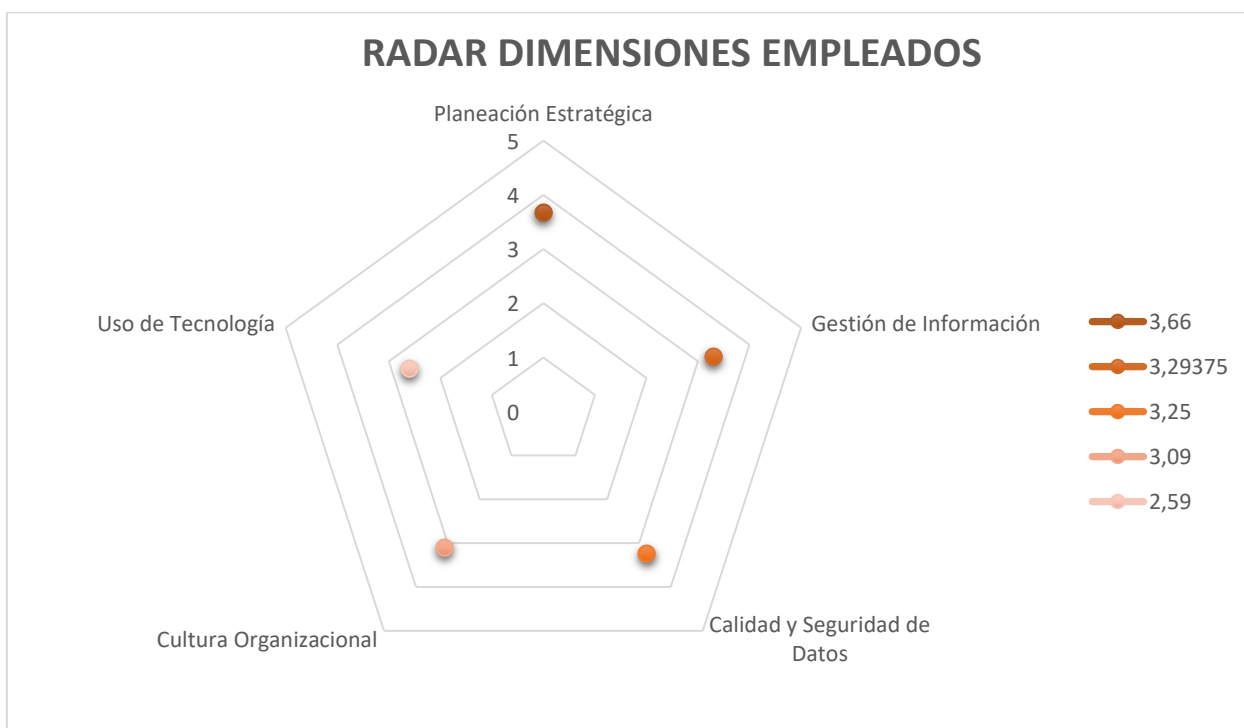 RADAR DIMENSIONES EMPLEADOS
Planeación Estratégica
5
4
3
2
1
0
Uso de Tecnología
Gestión de Información
Cultura Organizacional
Calidad y Seguridad de
Datos
3,66
3,29375
3,25
3,09
2,59